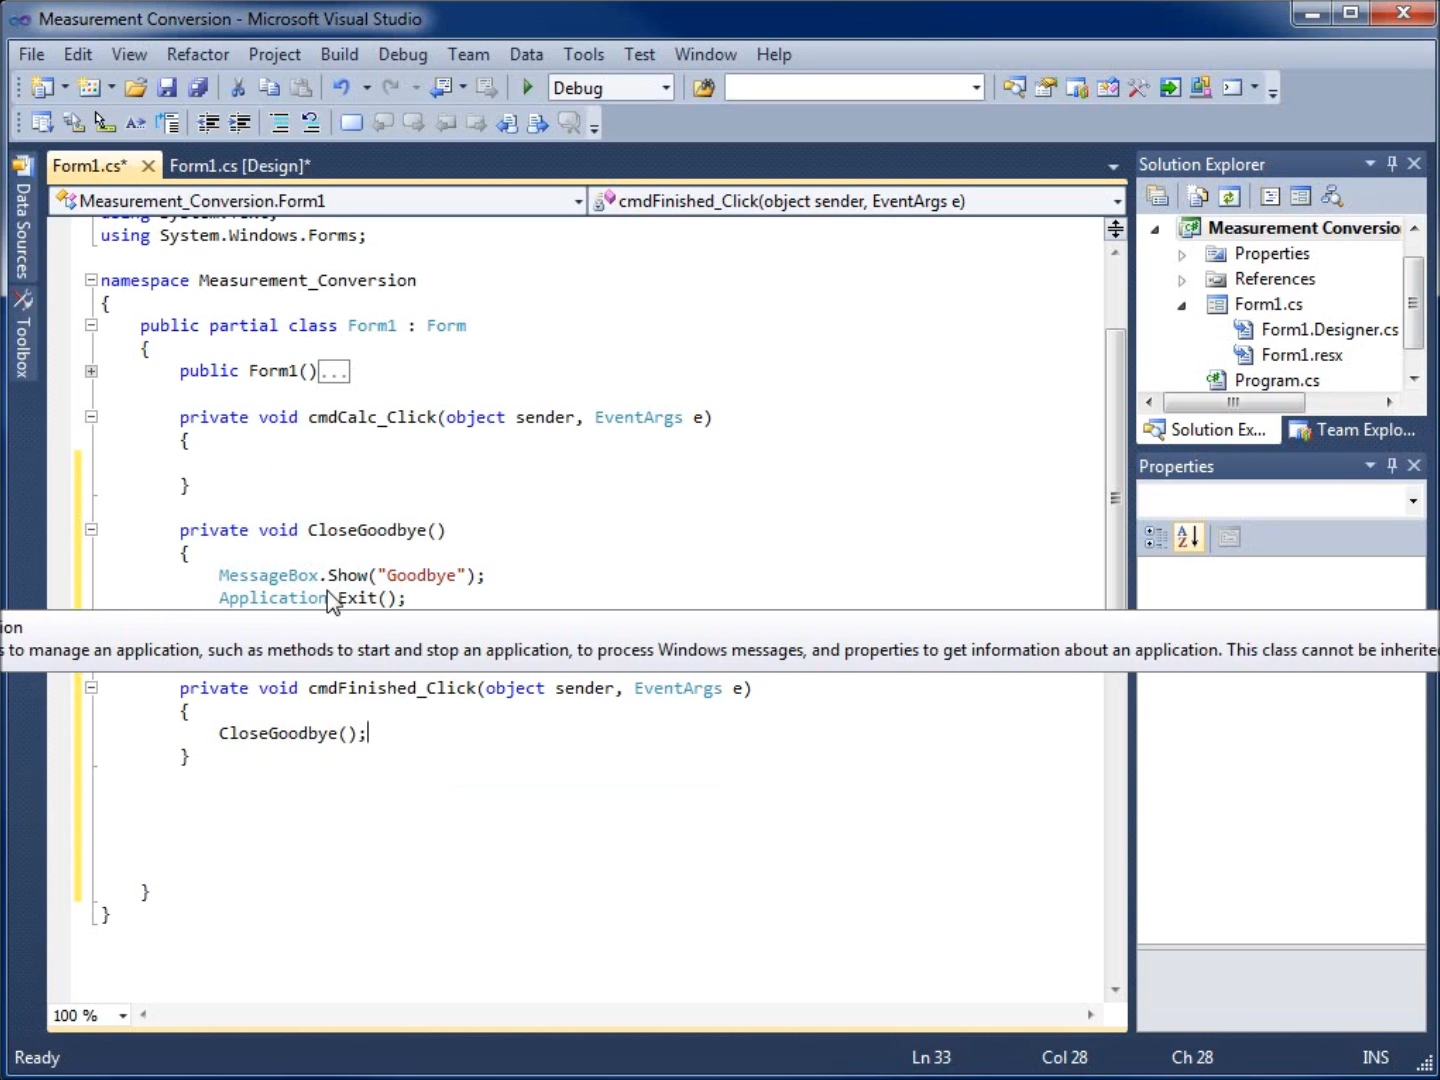 Measurement Conversion - Microsoft Visual Studio
File Edit View Refactor Project Build Debug Team Data Tools Test Window Help
Debug
Form1.cs* Form1.cs [Design]*
Measurement_Conversion.Form1 cmdFinished_Click(object sender, EventArgs e)
using System.Windows.Forms;
namespace Measurement_Conversion
{
public partial class Form1 : Form
{
public Form1()...
private void cmdCalc_Click(object sender, EventArgs e)
{
}
private void CloseGoodbye()
{
MessageBox.Show("Goodbye");
Application Exit();
ion
s to manage an application, such as methods to start and stop an application, to process Windows messages, and properties to get information about an application. This class cannot be inherite
private void cmdFinished_Click(object sender, EventArgs e)
{
CloseGoodbye();
}
}
}
100 %
Data Sources
Toolbox
Solution Explorer
Measurement Conversio
Properties
References
Form1.cs
Form1.Designer.cs
Form1.resx
Program.cs
Solution Ex... Team Explo...
Properties
Ready Ln 33 Col 28 Ch 28 INS